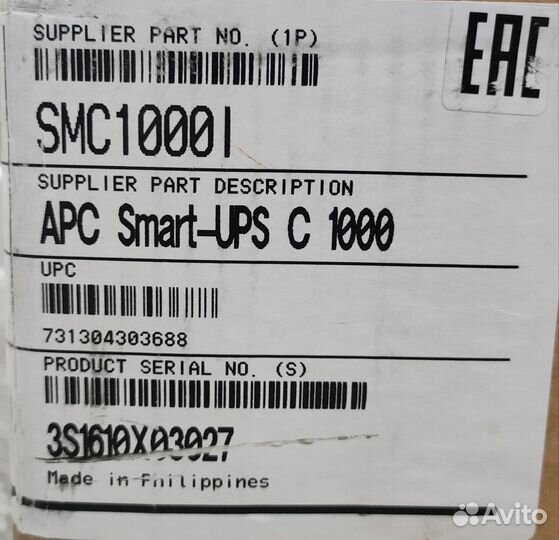 SUPPLIER PART NO. (1P)
EAC
SMC1000I
SUPPLIER PART DESCRIPTION
APC Smart-UPS C 1000
UPC
731304303688
PRODUCT SERIAL NO. (S)
3S1610X03027
Made in Philippines
Avito